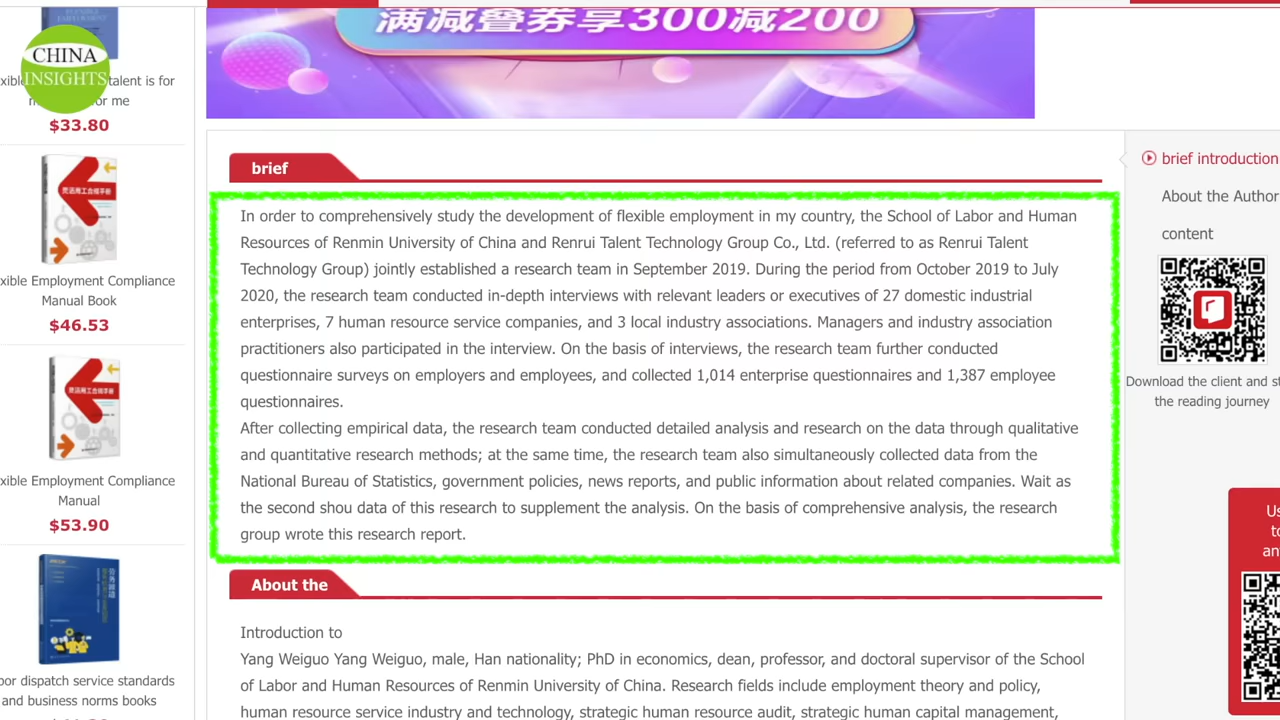 满减叠券享300减200
CHINA
INSIGHTS
talent is for
or me
$33.80
灵活用工合规手册
xible Employment Compliance
Manual Book
$46.53
灵活用工合规手册
xible Employment Compliance
Manual
$53.90
bor dispatch service standards
and business norms books
brief
In order to comprehensively study the development of flexible employment in my country, the School of Labor and Human
Resources of Renmin University of China and Renrui Talent Technology Group Co., Ltd. (referred to as Renrui Talent
Technology Group) jointly established a research team in September 2019. During the period from October 2019 to July
2020, the research team conducted in-depth interviews with relevant leaders or executives of 27 domestic industrial
enterprises, 7 human resource service companies, and 3 local industry associations. Managers and industry association
practitioners also participated in the interview. On the basis of interviews, the research team further conducted
questionnaire surveys on employers and employees, and collected 1,014 enterprise questionnaires and 1,387 employee
questionnaires.
After collecting empirical data, the research team conducted detailed analysis and research on the data through qualitative
and quantitative research methods; at the same time, the research team also simultaneously collected data from the
National Bureau of Statistics, government policies, news reports, and public information about related companies. Wait as
the second shou data of this research to supplement the analysis. On the basis of comprehensive analysis, the research
group wrote this research report.
About the
Introduction to
Yang Weiguo Yang Weiguo, male, Han nationality; PhD in economics, dean, professor, and doctoral supervisor of the School
of Labor and Human Resources of Renmin University of China. Research fields include employment theory and policy,
human resource service industry and technology, strategic human resource audit, strategic human capital management,
brief introduction
About the Author
content
Download the client and st
the reading journey
Us
to
an